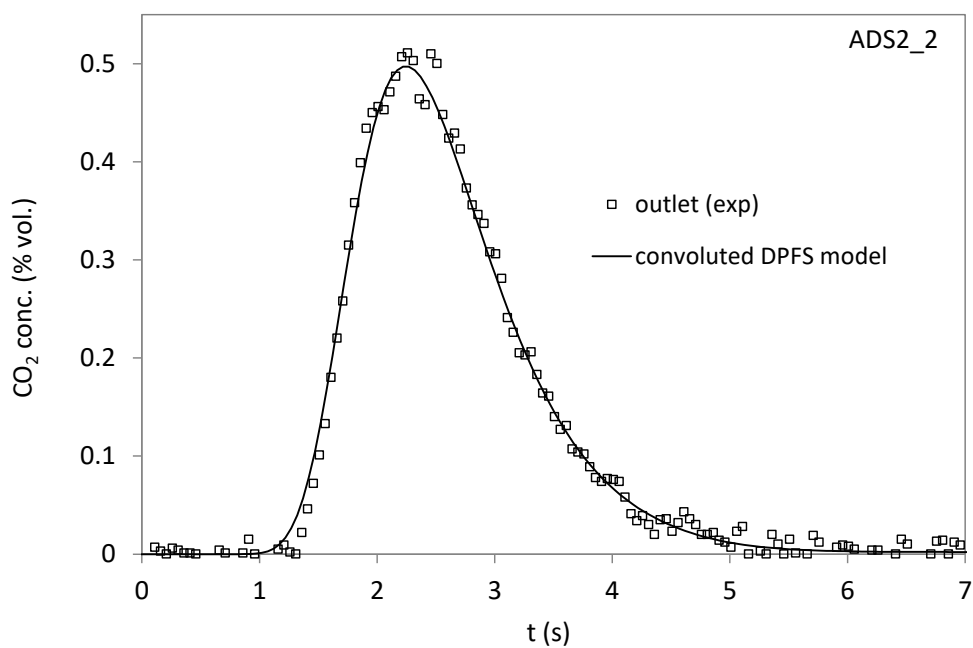 ADS2_2
0.5
0.4
0.3
0.2
0.1
0
CO₂ conc. (% vol.)
outlet (exp)
convoluted DPFS model
0 1 2 3 4 5 6 7
t (s)